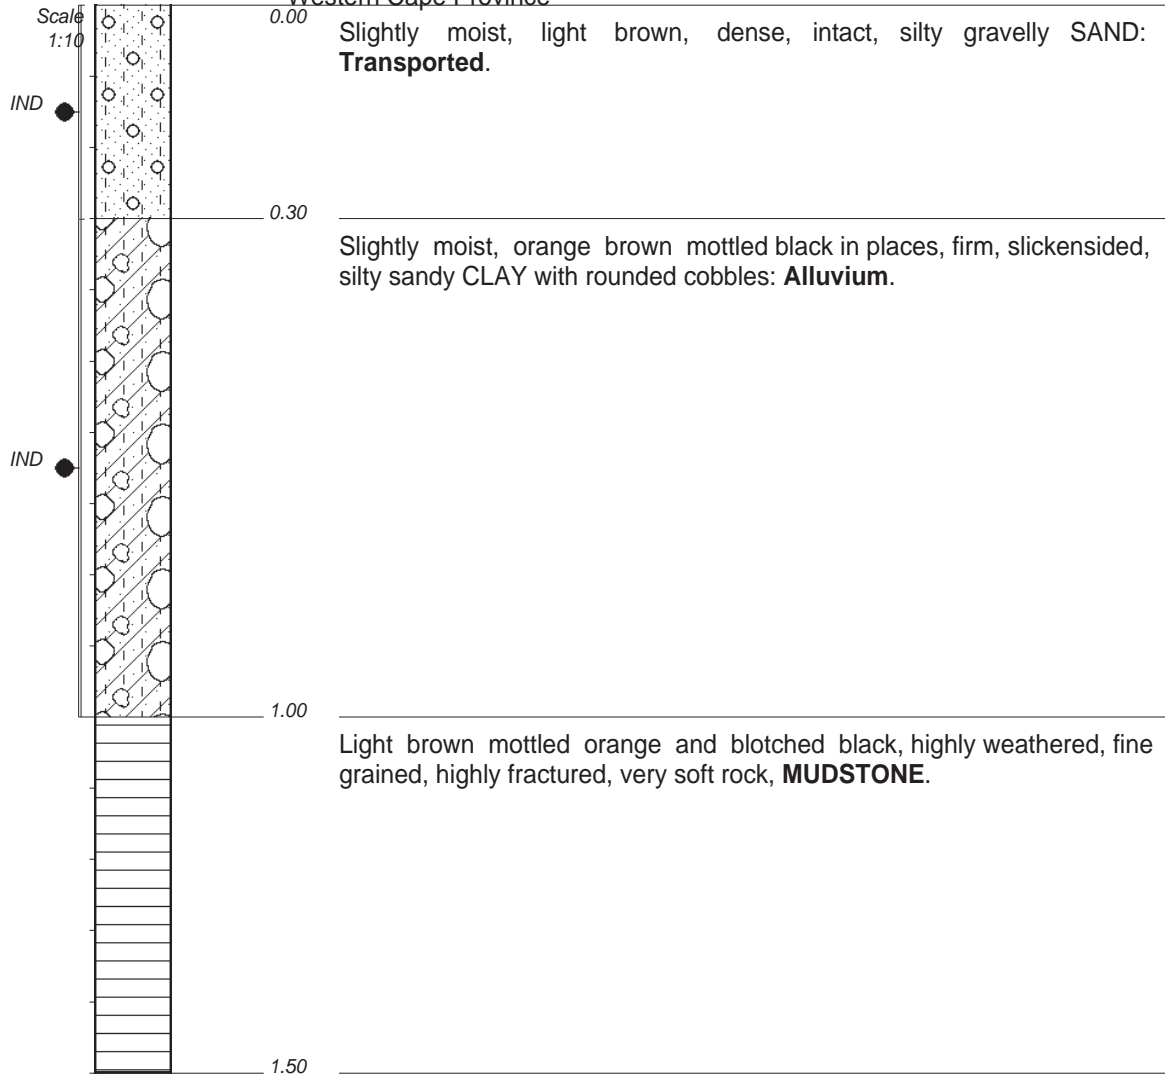 Western Cape Province
Scale
1:10
0.00
Slightly moist, light brown, dense, intact, silty gravelly SAND:
Transported.
IND
0.30
Slightly moist, orange brown mottled black in places, firm, slickensided,
silty sandy CLAY with rounded cobbles: Alluvium.
IND
1.00
Light brown mottled orange and blotched black, highly weathered, fine
grained, highly fractured, very soft rock, MUDSTONE.
1.50